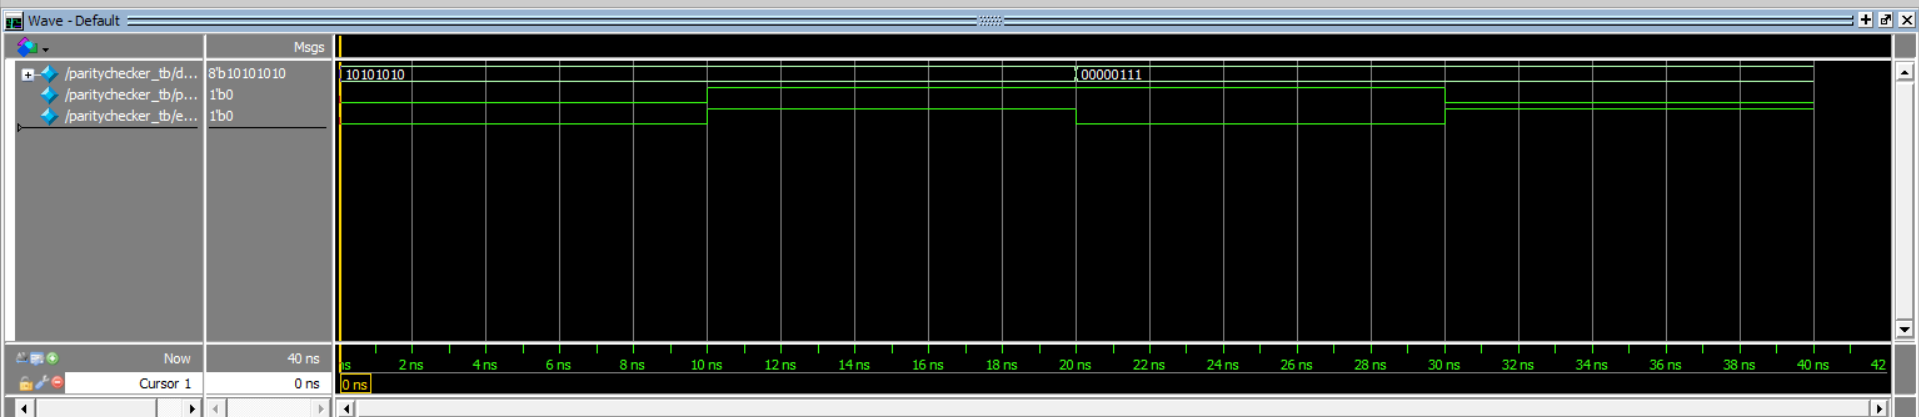 Wave - Default
Msgs
/paritychecker_tb/d... 8'b10101010 10101010 00000111
/paritychecker_tb/p... 1'b0
/paritychecker_tb/e... 1'b0
Now 40 ns ns 2 ns 4 ns 6 ns 8 ns 10 ns 12 ns 14 ns 16 ns 18 ns 20 ns 22 ns 24 ns 26 ns 28 ns 30 ns 32 ns 34 ns 36 ns 38 ns 40 ns 42
Cursor 1 0 ns 0 ns